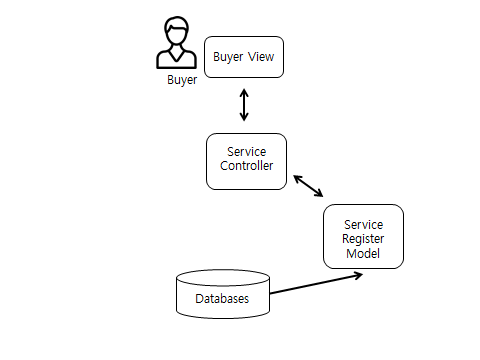 Buyer View
Buyer
Service
Controller
Service
Register
Model
Databases